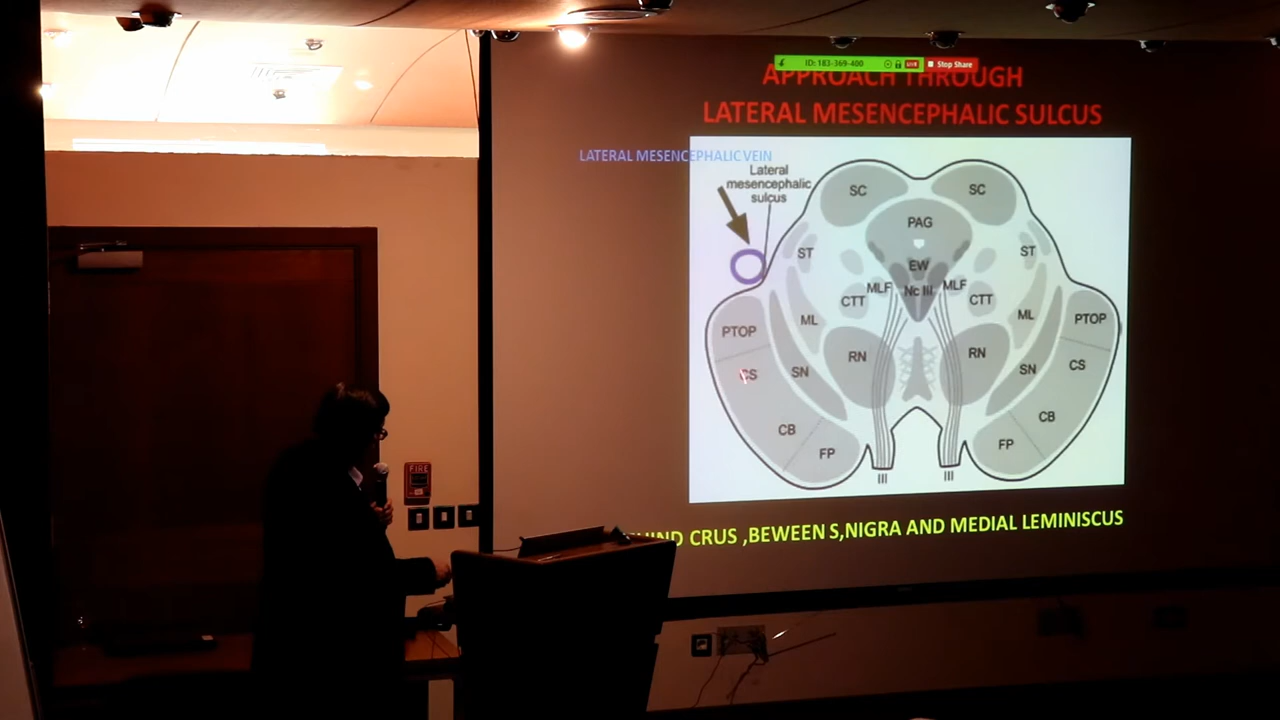 ID: 183-369-400
LIVE
Stop Share
APPROACH THROUGH
LATERAL MESENCEPHALIC SULCUS
LATERAL MESENCEPHALIC VEIN
Lateral
mesencephalic
sulcus
SC SC
PAG
ST ST
EW
MLF Nc III MLF
CTT CTT
ML ML
PTOP PTOP
RN RN
CS SN SN CS
CB CB
FP FP
III III
CRUS ,BEWEEN S,NIGRA AND MEDIAL LEMINISCUS
FIRE